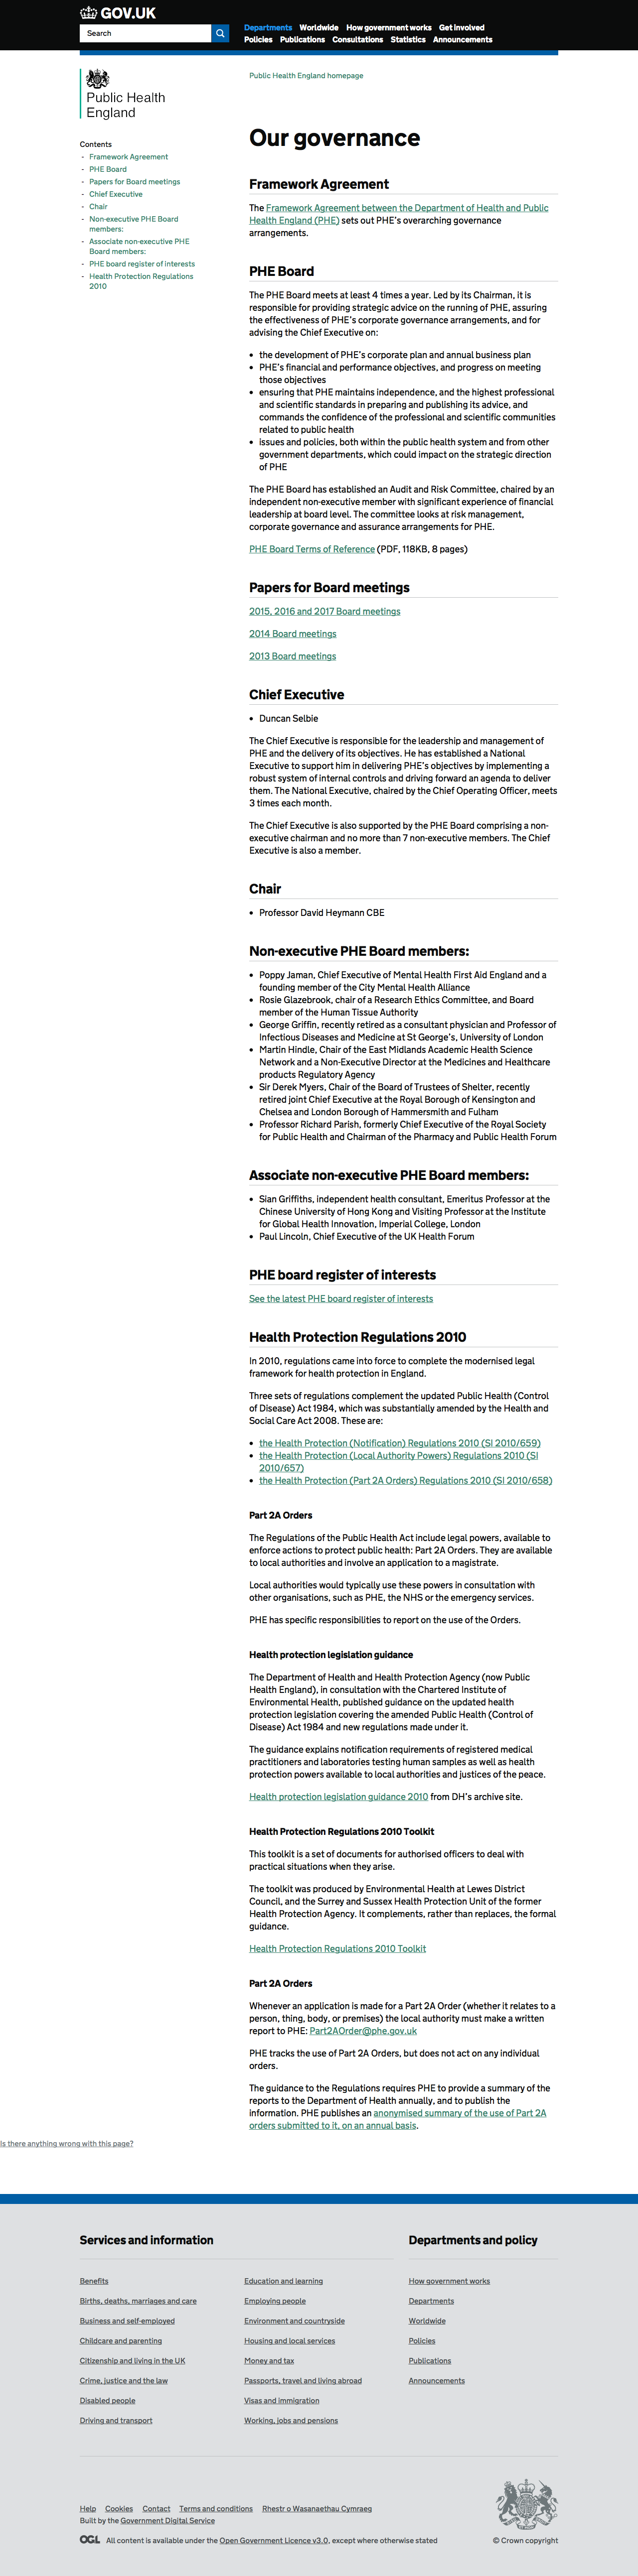 GOV.UK
Search
Departments Worldwide How government works Get involved
Policies Publications Consultations Statistics Announcements
Public Health
England
Public Health England homepage
Our governance
Contents
- Framework Agreement
- PHE Board
- Papers for Board meetings
- Chief Executive
- Chair
- Non-executive PHE Board
members:
- Associate non-executive PHE
Board members:
- PHE board register of interests
- Health Protection Regulations
2010
Framework Agreement
The Framework Agreement between the Department of Health and Public
Health England (PHE) sets out PHE's overarching governance
arrangements.
PHE Board
The PHE Board meets at least 4 times a year. Led by its Chairman, it is
responsible for providing strategic advice on the running of PHE, assuring
the effectiveness of PHE's corporate governance arrangements, and for
advising the Chief Executive on:
• the development of PHE's corporate plan and annual business plan
• PHE's financial and performance objectives, and progress on meeting
those objectives
• ensuring that PHE maintains independence, and the highest professional
and scientific standards in preparing and publishing its advice, and
commands the confidence of the professional and scientific communities
related to public health
• issues and policies, both within the public health system and from other
government departments, which could impact on the strategic direction
of PHE
The PHE Board has established an Audit and Risk Committee, chaired by an
independent non-executive member with significant experience of financial
leadership at board level. The committee looks at risk management,
corporate governance and assurance arrangements for PHE.
PHE Board Terms of Reference (PDF, 118KB, 8 pages)
Papers for Board meetings
2015, 2016 and 2017 Board meetings
2014 Board meetings
2013 Board meetings
Chief Executive
• Duncan Selbie
The Chief Executive is responsible for the leadership and management of
PHE and the delivery of its objectives. He has established a National
Executive to support him in delivering PHE's objectives by implementing a
robust system of internal controls and driving forward an agenda to deliver
them. The National Executive, chaired by the Chief Operating Officer, meets
3 times each month.
The Chief Executive is also supported by the PHE Board comprising a non-
executive chairman and no more than 7 non-executive members. The Chief
Executive is also a member.
Chair
• Professor David Heymann CBE
Non-executive PHE Board members:
• Poppy Jaman, Chief Executive of Mental Health First Aid England and a
founding member of the City Mental Health Alliance
• Rosie Glazebrook, chair of a Research Ethics Committee, and Board
member of the Human Tissue Authority
• George Griffin, recently retired as a consultant physician and Professor of
Infectious Diseases and Medicine at St George's, University of London
• Martin Hindle, Chair of the East Midlands Academic Health Science
Network and a Non-Executive Director at the Medicines and Healthcare
products Regulatory Agency
• Sir Derek Myers, Chair of the Board of Trustees of Shelter, recently
retired joint Chief Executive at the Royal Borough of Kensington and
Chelsea and London Borough of Hammersmith and Fulham
• Professor Richard Parish, formerly Chief Executive of the Royal Society
for Public Health and Chairman of the Pharmacy and Public Health Forum
Associate non-executive PHE Board members:
• Sian Griffiths, independent health consultant, Emeritus Professor at the
Chinese University of Hong Kong and Visiting Professor at the Institute
for Global Health Innovation, Imperial College, London
• Paul Lincoln, Chief Executive of the UK Health Forum
PHE board register of interests
See the latest PHE board register of interests
Health Protection Regulations 2010
In 2010, regulations came into force to complete the modernised legal
framework for health protection in England.
Three sets of regulations complement the updated Public Health (Control
of Disease) Act 1984, which was substantially amended by the Health and
Social Care Act 2008. These are:
• the Health Protection (Notification) Regulations 2010 (SI 2010/659)
• the Health Protection (Local Authority Powers) Regulations 2010 (SI
2010/657)
• the Health Protection (Part 2A Orders) Regulations 2010 (SI 2010/658)
Part 2A Orders
The Regulations of the Public Health Act include legal powers, available to
enforce actions to protect public health: Part 2A Orders. They are available
to local authorities and involve an application to a magistrate.
Local authorities would typically use these powers in consultation with
other organisations, such as PHE, the NHS or the emergency services.
PHE has specific responsibilities to report on the use of the Orders.
Health protection legislation guidance
The Department of Health and Health Protection Agency (now Public
Health England), in consultation with the Chartered Institute of
Environmental Health, published guidance on the updated health
protection legislation covering the amended Public Health (Control of
Disease) Act 1984 and new regulations made under it.
The guidance explains notification requirements of registered medical
practitioners and laboratories testing human samples as well as health
protection powers available to local authorities and justices of the peace.
Health protection legislation guidance 2010 from DH's archive site.
Health Protection Regulations 2010 Toolkit
This toolkit is a set of documents for authorised officers to deal with
practical situations when they arise.
The toolkit was produced by Environmental Health at Lewes District
Council, and the Surrey and Sussex Health Protection Unit of the former
Health Protection Agency. It complements, rather than replaces, the formal
guidance.
Health Protection Regulations 2010 Toolkit
Part 2A Orders
Whenever an application is made for a Part 2A Order (whether it relates to a
person, thing, body, or premises) the local authority must make a written
report to PHE: Part2AOrder@phe.gov.uk
PHE tracks the use of Part 2A Orders, but does not act on any individual
orders.
The guidance to the Regulations requires PHE to provide a summary of the
reports to the Department of Health annually, and to publish the
information. PHE publishes an anonymised summary of the use of Part 2A
orders submitted to it, on an annual basis.
Is there anything wrong with this page?
Services and information
Benefits
Births, deaths, marriages and care
Business and self-employed
Childcare and parenting
Citizenship and living in the UK
Crime, justice and the law
Disabled people
Driving and transport
Education and learning
Employing people
Environment and countryside
Housing and local services
Money and tax
Passports, travel and living abroad
Visas and immigration
Working, jobs and pensions
Departments and policy
How government works
Departments
Worldwide
Policies
Publications
Announcements
Help Cookies Contact Terms and conditions Rhestr o Wasanaethau Cymraeg
Built by the Government Digital Service
OGL All content is available under the Open Government Licence v3.0, except where otherwise stated
© Crown copyright